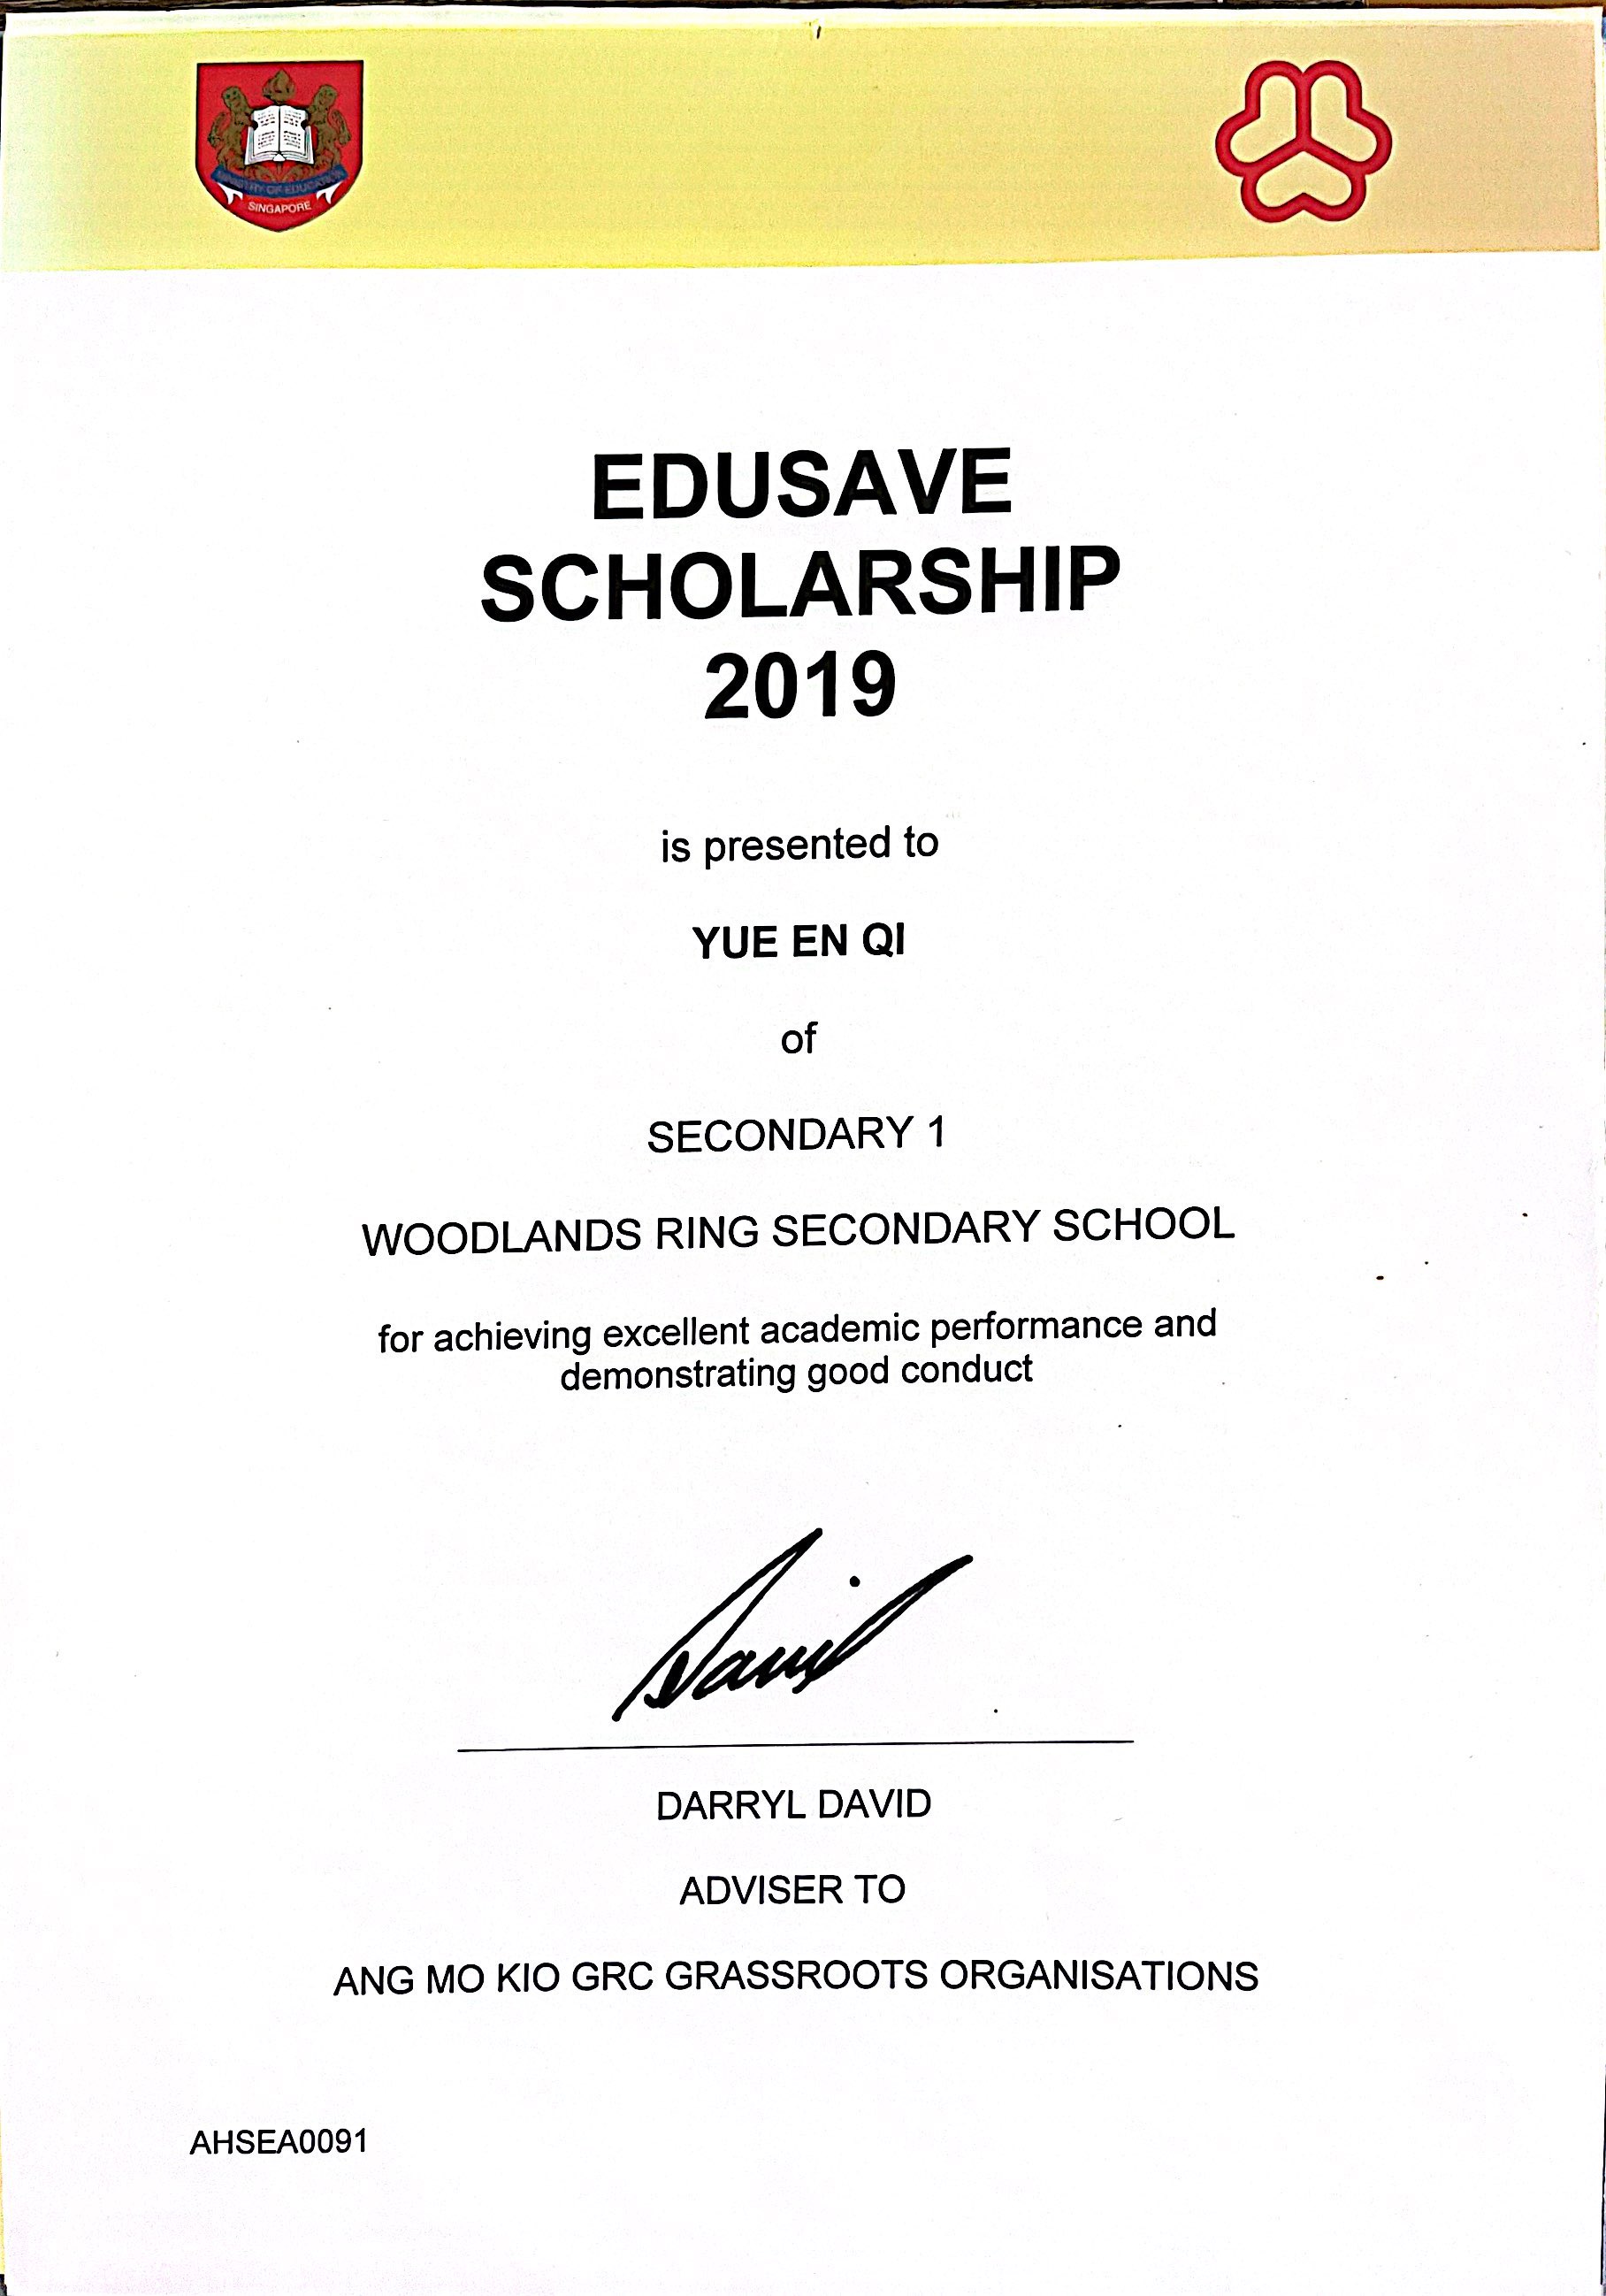 MINISTRY OF EDUCATION
SINGAPORE
EDUSAVE
SCHOLARSHIP
2019
is presented to
YUE EN QI
of
SECONDARY 1
WOODLANDS RING SECONDARY SCHOOL
for achieving excellent academic performance and
demonstrating good conduct
David
DARRYL DAVID
ADVISER TO
ANG MO KIO GRC GRASSROOTS ORGANISATIONS
AHSEA0091